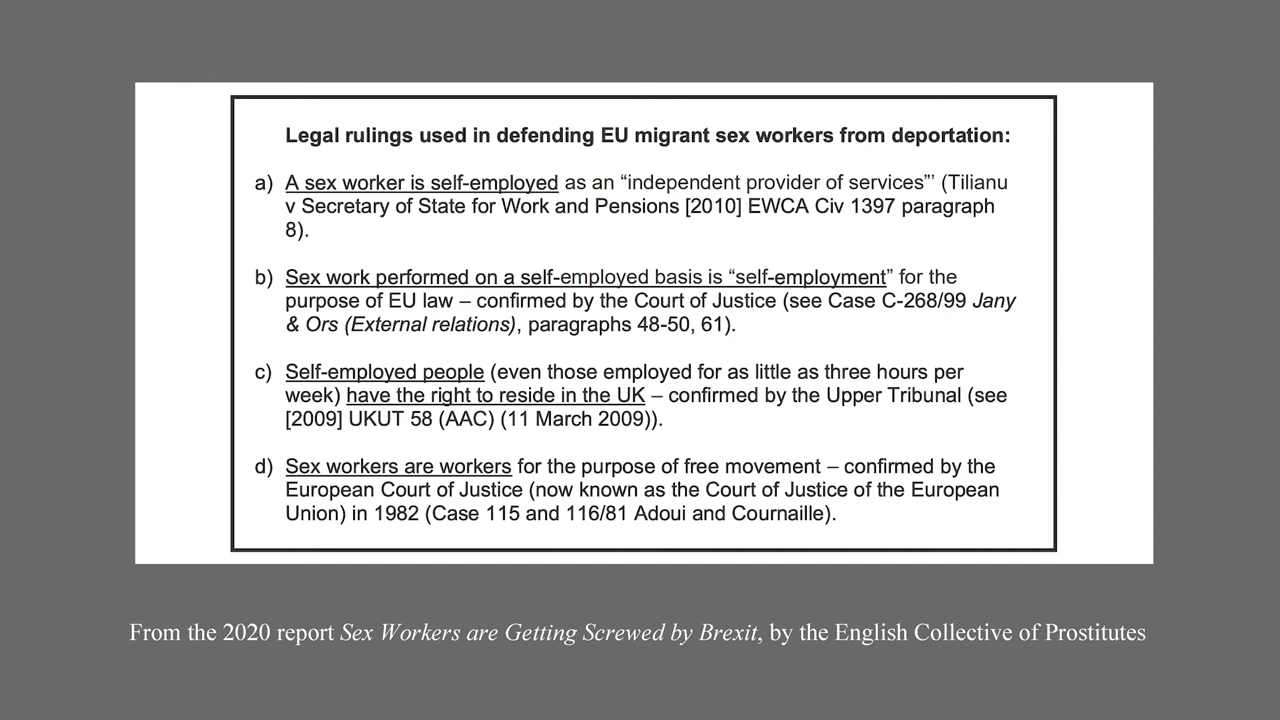 Legal rulings used in defending EU migrant sex workers from deportation:
a) A sex worker is self-employed as an “independent provider of services”’ (Tilianu
v Secretary of State for Work and Pensions [2010] EWCA Civ 1397 paragraph
8).
b) Sex work performed on a self-employed basis is “self-employment” for the
purpose of EU law – confirmed by the Court of Justice (see Case C-268/99 Jany
& Ors (External relations), paragraphs 48-50, 61).
c) Self-employed people (even those employed for as little as three hours per
week) have the right to reside in the UK – confirmed by the Upper Tribunal (see
[2009] UKUT 58 (AAC) (11 March 2009)).
d) Sex workers are workers for the purpose of free movement – confirmed by the
European Court of Justice (now known as the Court of Justice of the European
Union) in 1982 (Case 115 and 116/81 Adoui and Cournaille).
From the 2020 report Sex Workers are Getting Screwed by Brexit, by the English Collective of Prostitutes